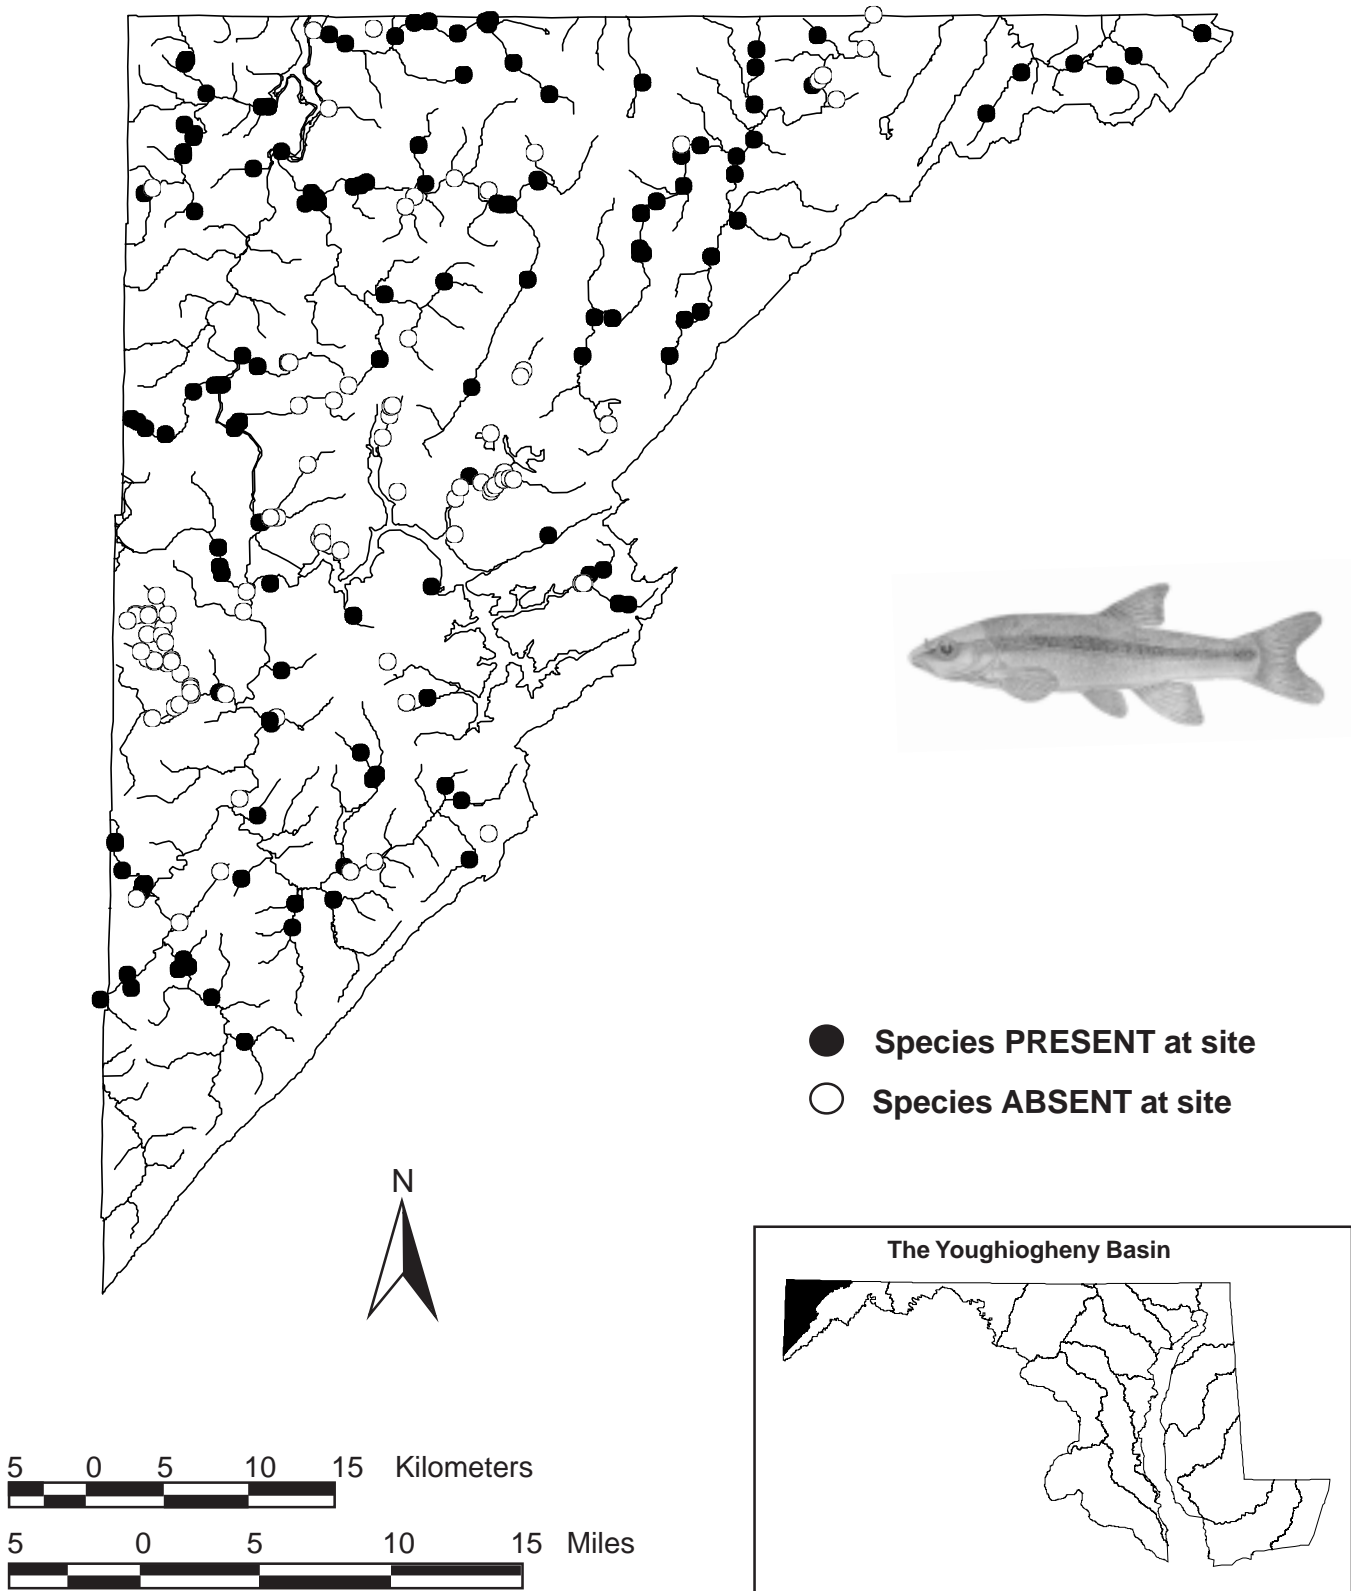 Species PRESENT at site
Species ABSENT at site
N
The Youghiogheny Basin
5 0 5 10 15 Kilometers
5 0 5 10 15 Miles